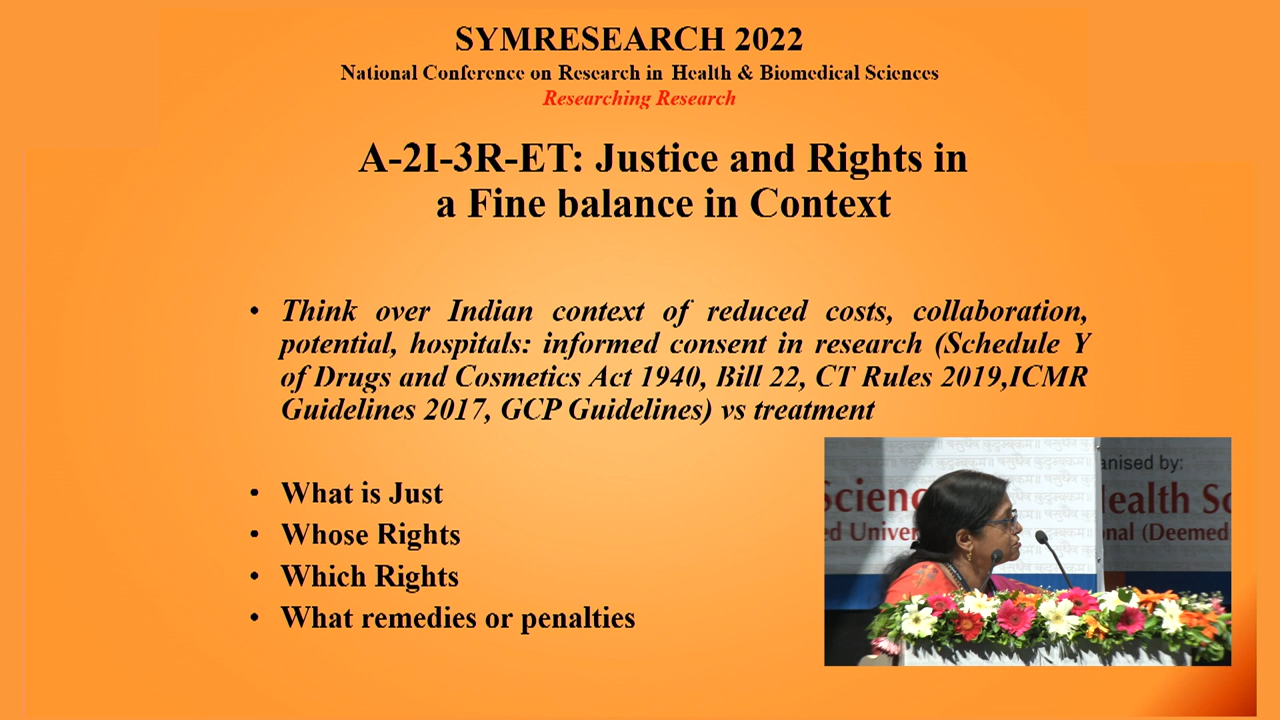 SYMRESEARCH 2022
National Conference on Research in Health & Biomedical Sciences
Researching Research
A-2I-3R-ET: Justice and Rights in
a Fine balance in Context
• Think over Indian context of reduced costs, collaboration,
potential, hospitals: informed consent in research (Schedule Y
of Drugs and Cosmetics Act 1940, Bill 22, CT Rules 2019,ICMR
Guidelines 2017, GCP Guidelines) vs treatment
• What is Just
• Whose Rights
• Which Rights
• What remedies or penalties
anised by:
Scienc ealth Sc
ed Univer nal (Deemed